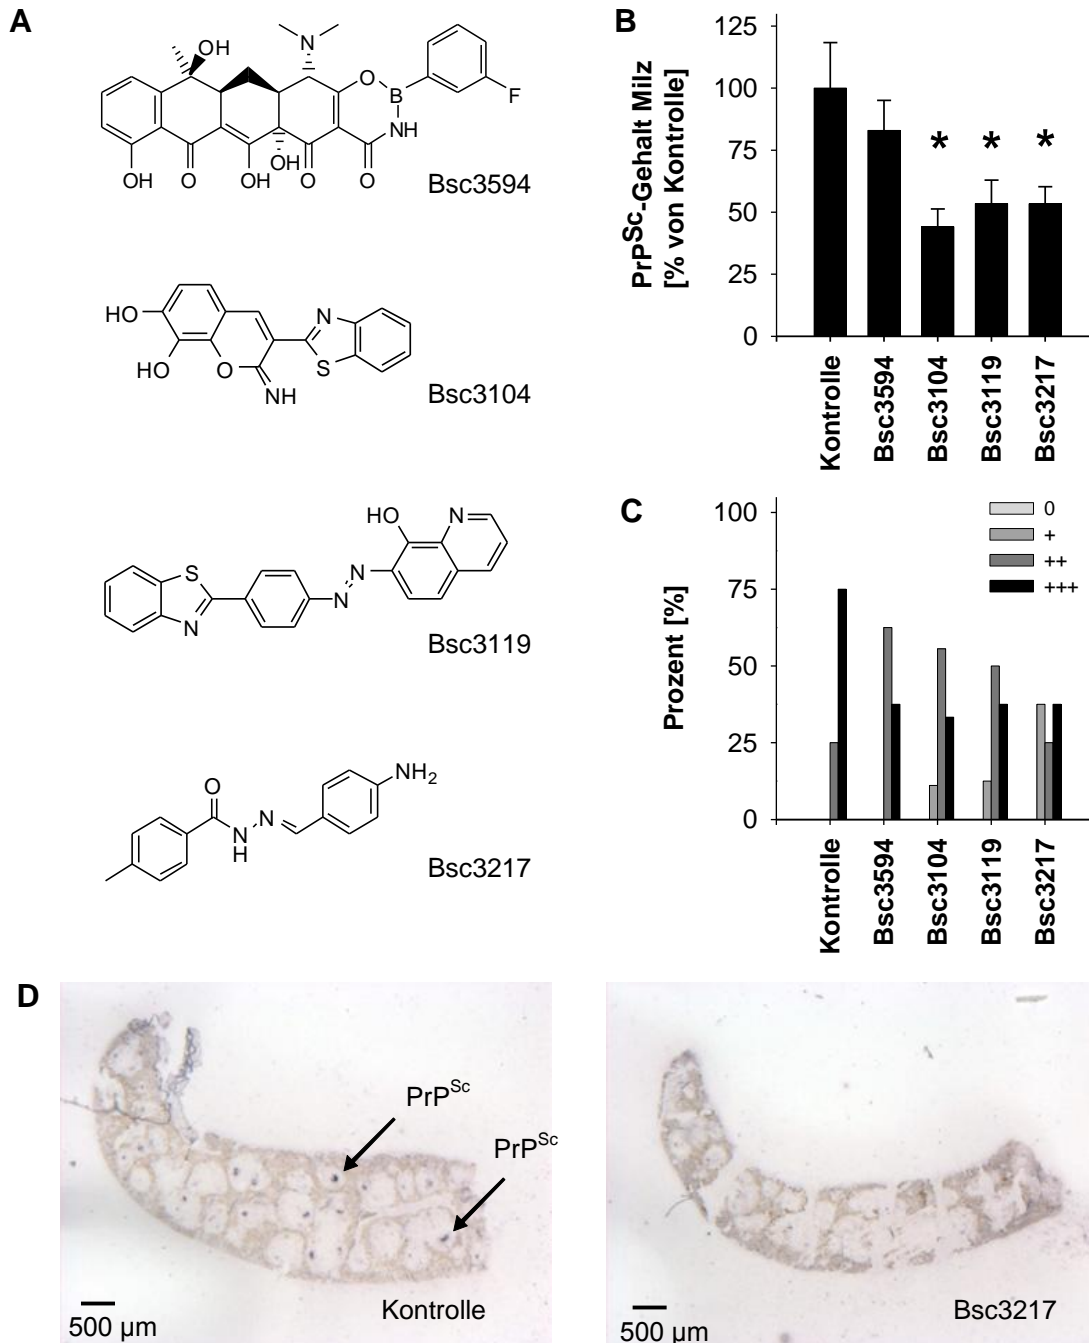 A
OH
N
O
B
F
NH
OH
OH O OH O O
Bsc3594
HO
HO
O
N
S
NH
Bsc3104
HO
N
S
N
N
N
Bsc3119
O
N
H
N
NH2
Bsc3217
B
PrPSc-Gehalt Milz
[% von Kontrolle]
125
100
75
50
25
0
* * *
Kontrolle
Bsc3594
Bsc3104
Bsc3119
Bsc3217
C
Prozent [%]
100
75
50
25
0
0
+
++
+++
Kontrolle
Bsc3594
Bsc3104
Bsc3119
Bsc3217
D
PrPSc
PrPSc
500 µm
Kontrolle
500 µm
Bsc3217